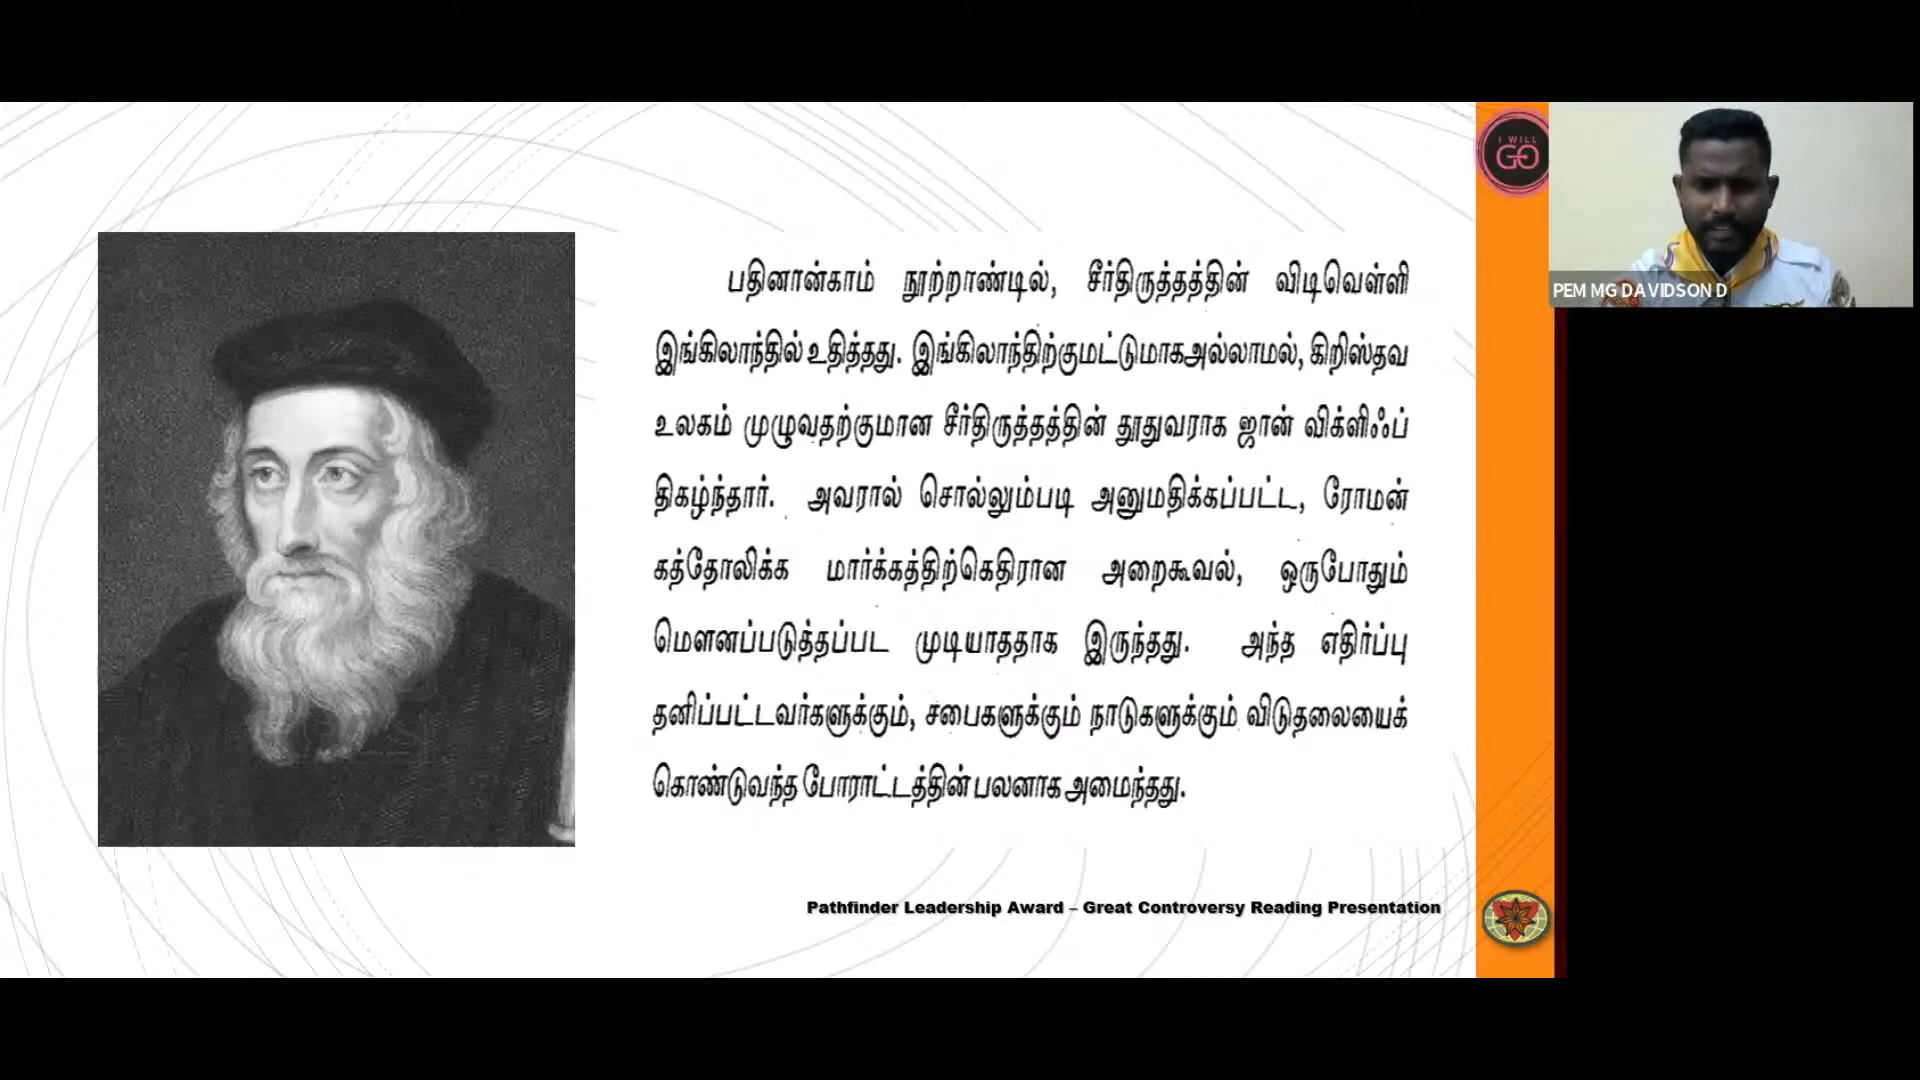 பதினான்காம் நூற்றாண்டில், சீர்திருத்தத்தின் விடிவெள்ளி
இங்கிலாந்தில் உதித்தது. இங்கிலாந்திற்குமட்டுமாகஅல்லாமல், கிறிஸ்தவ
உலகம் முழுவதற்குமான சீர்திருத்தத்தின் தூதுவராக ஜான் விக்ளிஃப்
திகழ்ந்தார். அவரால் சொல்லும்படி அனுமதிக்கப்பட்ட, ரோமன்
கத்தோலிக்க மார்க்கத்திற்கெதிரான அறைகூவல், ஒருபோதும்
மௌனப்படுத்தப்பட முடியாததாக இருந்தது. அந்த எதிர்ப்பு
தனிப்பட்டவர்களுக்கும், சபைகளுக்கும் நாடுகளுக்கும் விடுதலையைக்
கொண்டுவந்த போராட்டத்தின் பலனாக அமைந்தது.
Pathfinder Leadership Award – Great Controversy Reading Presentation
I WILL
GO
PEM MG DAVIDSON D